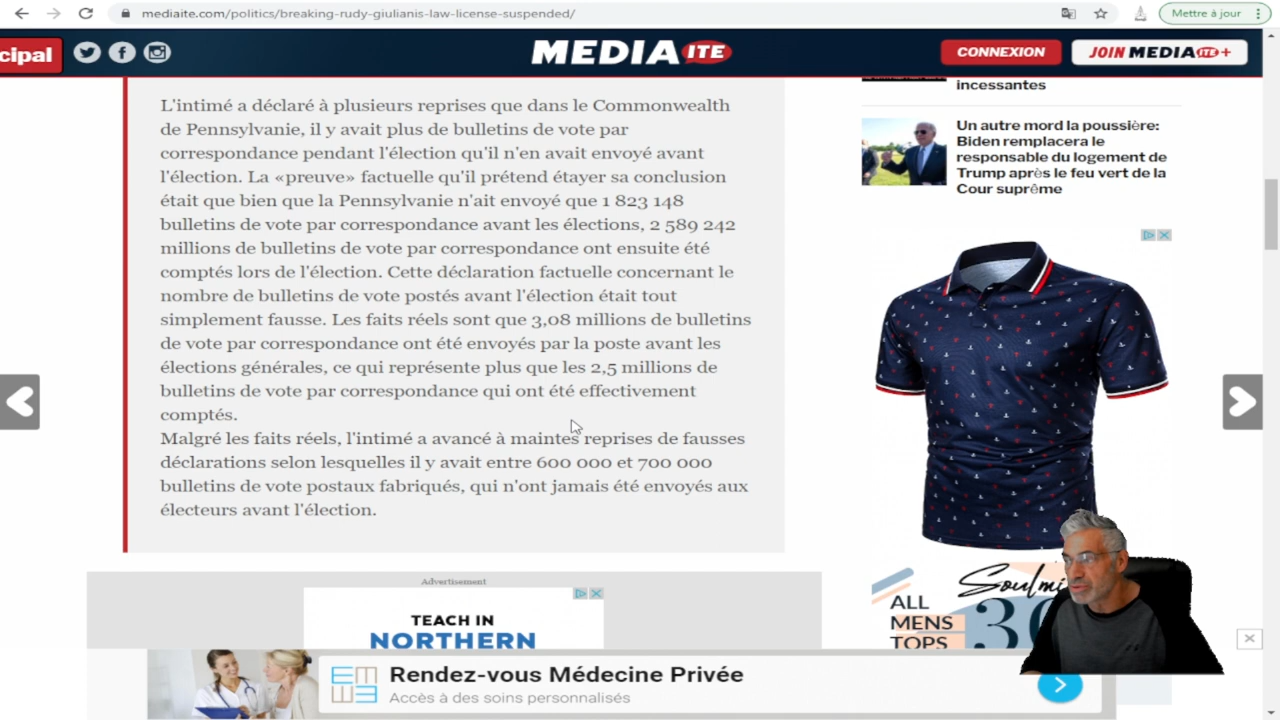 mediaite.com/politics/breaking-rudy-giulianis-law-license-suspended/
Mettre à jour
cipal
MEDIAITE
CONNEXION
JOIN MEDIAITE+
L'intimé a déclaré à plusieurs reprises que dans le Commonwealth
de Pennsylvanie, il y avait plus de bulletins de vote par
correspondance pendant l'élection qu'il n'en avait envoyé avant
l'élection. La «preuve» factuelle qu'il prétend étayer sa conclusion
était que bien que la Pennsylvanie n'ait envoyé que 1 823 148
bulletins de vote par correspondance avant les élections, 2 589 242
millions de bulletins de vote par correspondance ont ensuite été
comptés lors de l'élection. Cette déclaration factuelle concernant le
nombre de bulletins de vote postés avant l'élection était tout
simplement fausse. Les faits réels sont que 3,08 millions de bulletins
de vote par correspondance ont été envoyés par la poste avant les
élections générales, ce qui représente plus que les 2,5 millions de
bulletins de vote par correspondance qui ont été effectivement
comptés.
Malgré les faits réels, l'intimé a avancé à maintes reprises de fausses
déclarations selon lesquelles il y avait entre 600 000 et 700 000
bulletins de vote postaux fabriqués, qui n'ont jamais été envoyés aux
électeurs avant l'élection.
incessantes
Un autre mord la poussière:
Biden remplacera le
responsable du logement de
Trump après le feu vert de la
Cour suprême
ALL
MENS
TOPS
Advertisement
TEACH IN
NORTHERN
Rendez-vous Médecine Privée
Accès à des soins personnalisés